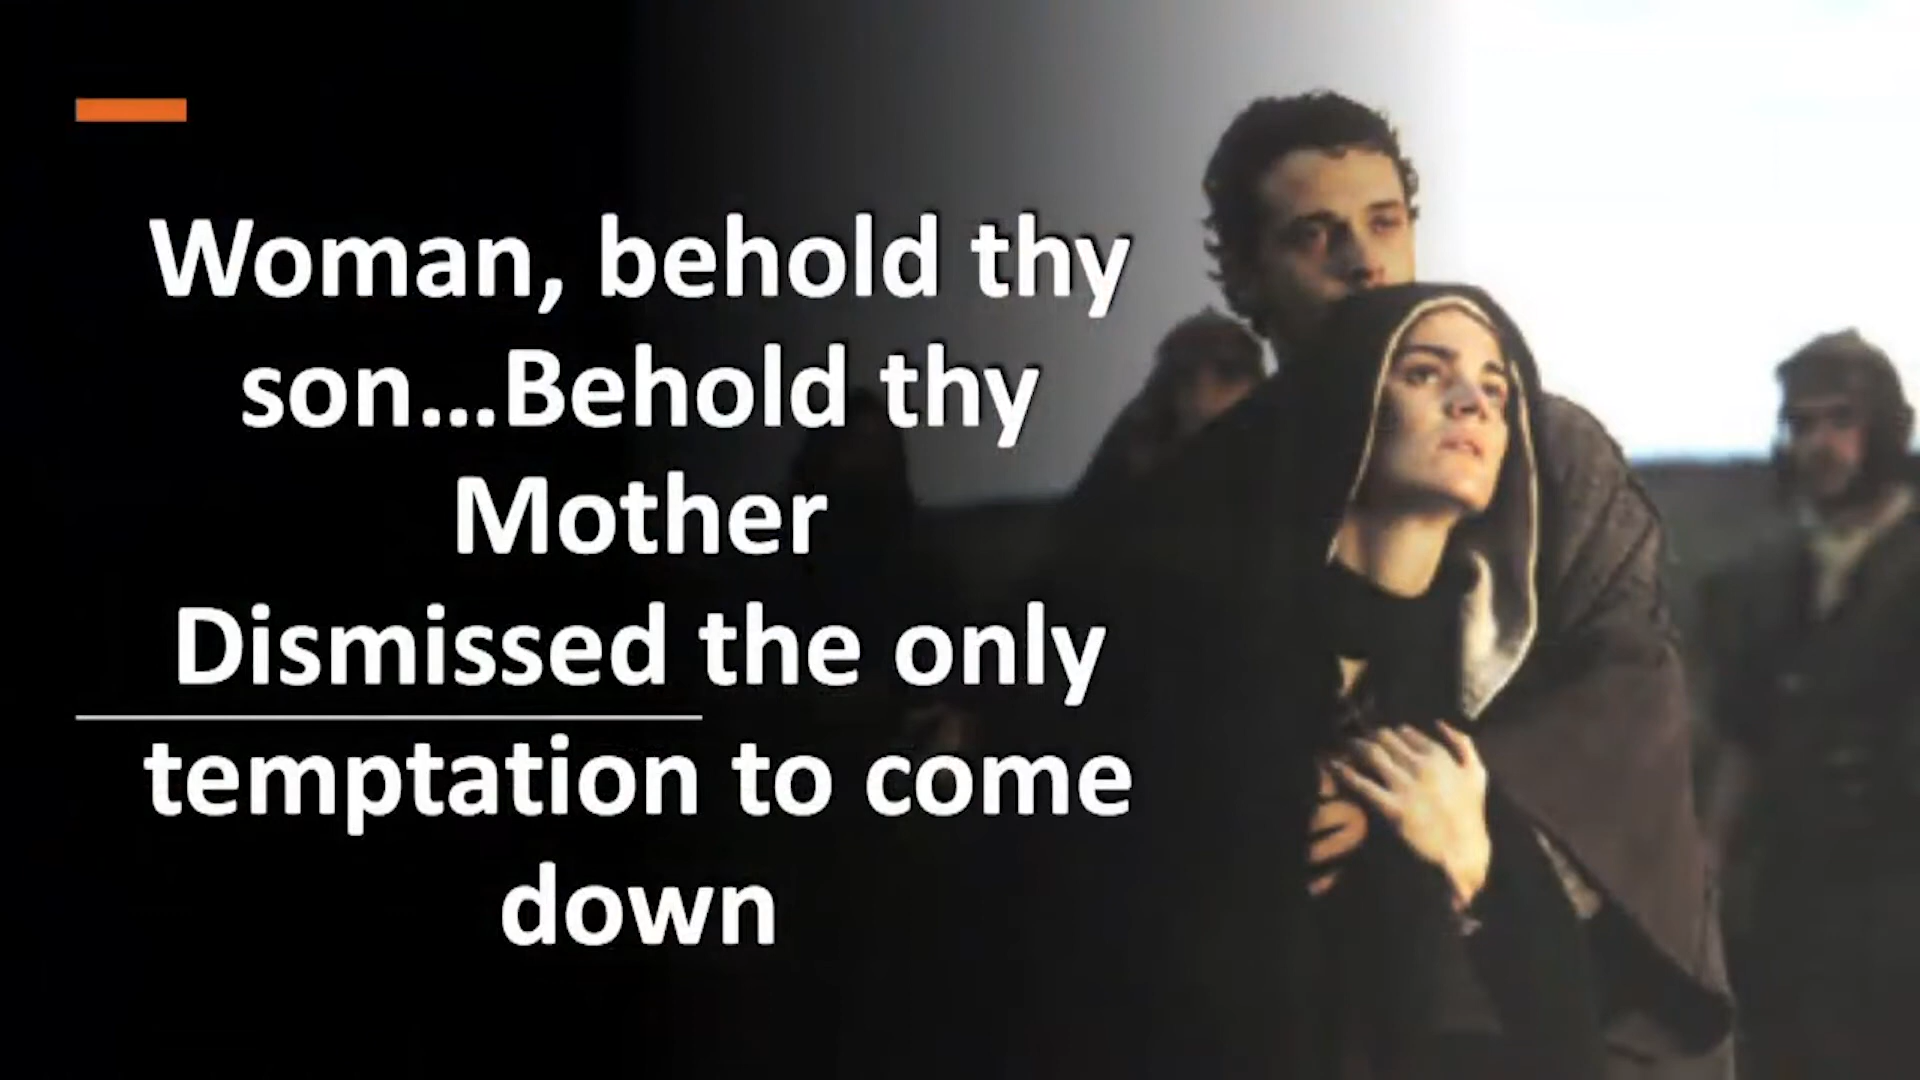 Woman, behold thy
son...Behold thy
Mother
Dismissed the only
temptation to come
down